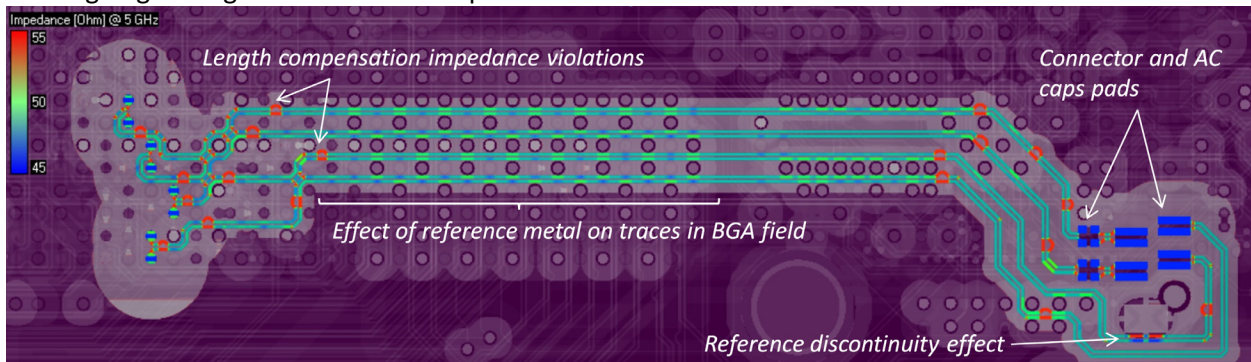 Impedance [Ohm] @ 5 GHz
55
50
45
Length compensation impedance violations
Connector and AC
caps pads
Effect of reference metal on traces in BGA field
Reference discontinuity effect